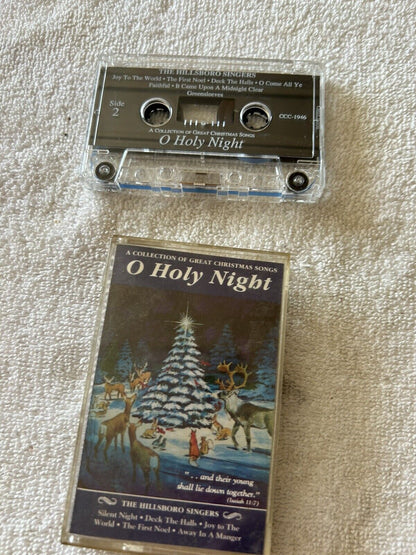 THE HILLSBORO SINGERS
Joy To The World • The First Noel • Deck The Halls • O Come All Ye
Faithful • It Came Upon A Midnight Clear
Greensleeves
Side
2
CCC-1946
A Collection of Great Christmas Songs
O Holy Night
A COLLECTION OF GREAT CHRISTMAS SONGS
O Holy Night
". . and their young
shall lie down together."
(Isaiah 11:7)
THE HILLSBORO SINGERS
Silent Night • Deck The Halls • Joy to The
World • The First Noel • Away In A Manger